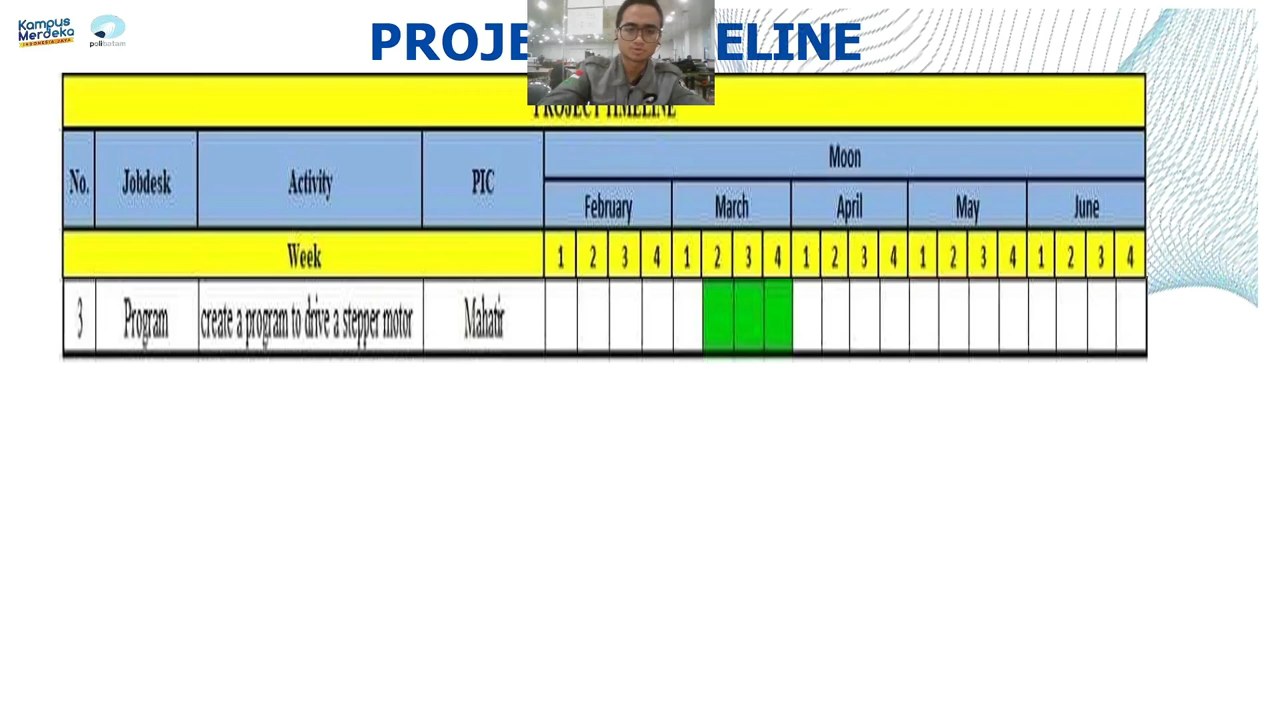 Kampus
Merdeka
INDONESIA JAYA
polibatam
PROJE ELINE
PROJECT TIMELINE
No. Jobdesk Activity PIC Moon
February March April May June
Week 1 2 3 4 1 2 3 4 1 2 3 4 1 2 3 4 1 2 3 4
3 Program create a program to drive a stepper motor Mahatir